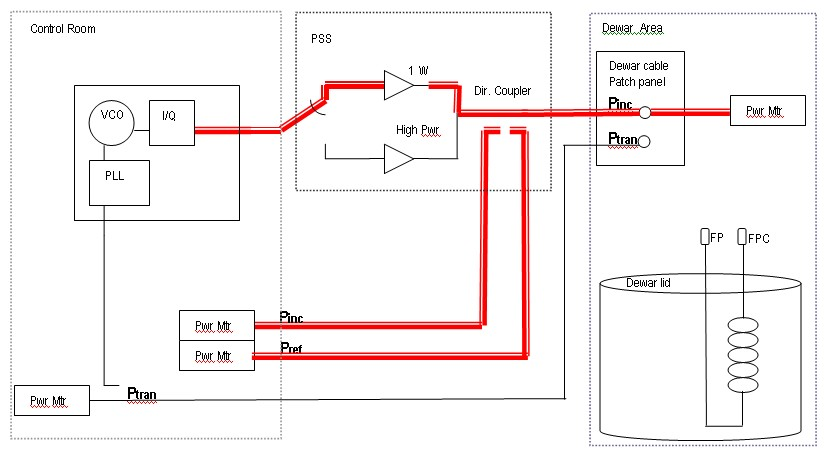 Control Room
PSS
Dewar Area
VCO
I/Q
PLL
1 W
Dir. Coupler
High Pwr
Dewar cable
Patch panel
Pinc
Ptran
Pwr Mtr
FP
FPC
Dewar lid
Pwr Mtr
Pinc
Pwr Mtr
Pref
Pwr Mtr
Ptran